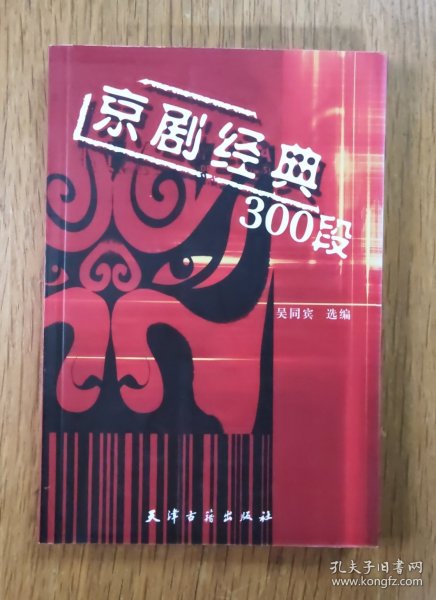 京剧经典
300段
吴同宾 选编
天津古籍出版社
孔夫子旧书网
www.kongfz.com